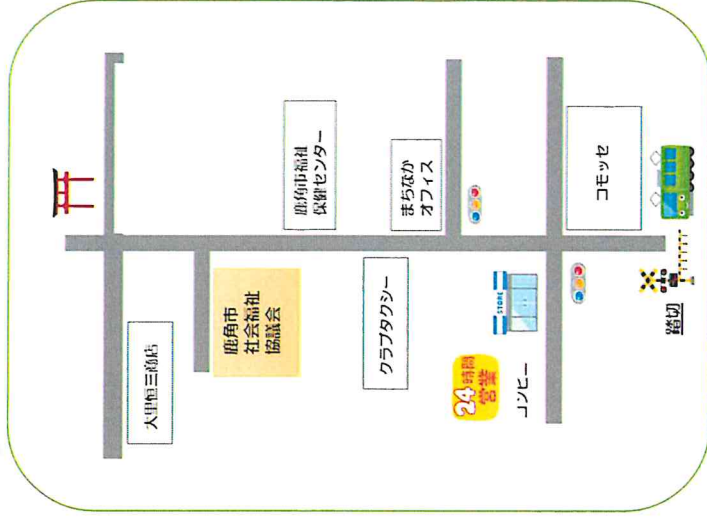 大里恒三商店
鹿角市
社会福祉
協議会
鹿角市福祉
保健センター
クラブタクシー
まちなか
オフィス
24時間
営業
STORE
コンビニ
コモッセ
踏切